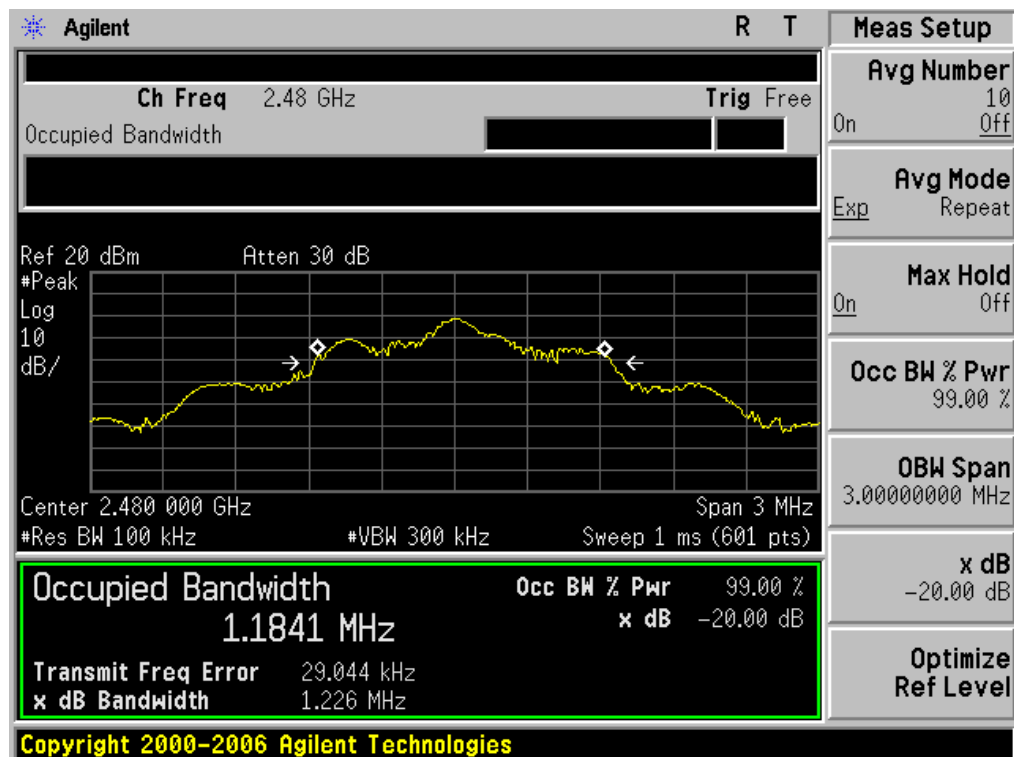 Agilent R T Meas Setup
Ch Freq 2.48 GHz Trig Free
Occupied Bandwidth
Avg Number
10
On Off
Avg Mode
Exp Repeat
Max Hold
On Off
Occ BW % Pwr
99.00 %
OBW Span
3.00000000 MHz
x dB
-20.00 dB
Optimize
Ref Level
Ref 20 dBm Atten 30 dB
#Peak
Log
10
dB/
Center 2.480 000 GHz Span 3 MHz
#Res BW 100 kHz #VBW 300 kHz Sweep 1 ms (601 pts)
Occupied Bandwidth Occ BW % Pwr 99.00 %
1.1841 MHz x dB -20.00 dB
Transmit Freq Error 29.044 kHz
x dB Bandwidth 1.226 MHz
Copyright 2000-2006 Agilent Technologies